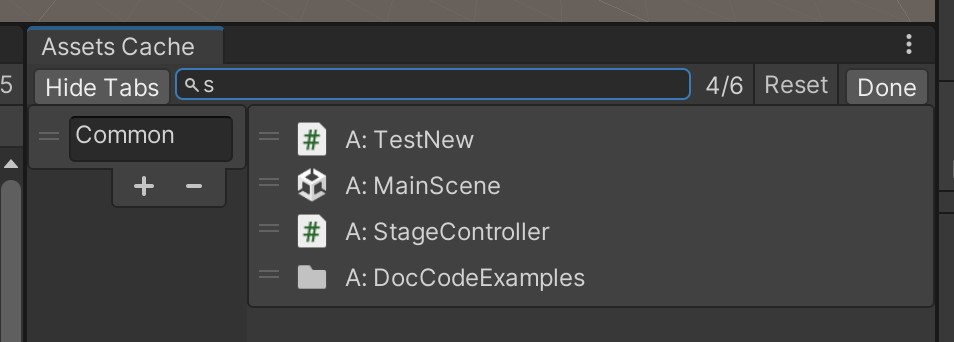 Assets Cache
5 Hide Tabs s 4/6 Reset Done
Common
A: TestNew
A: MainScene
A: StageController
A: DocCodeExamples